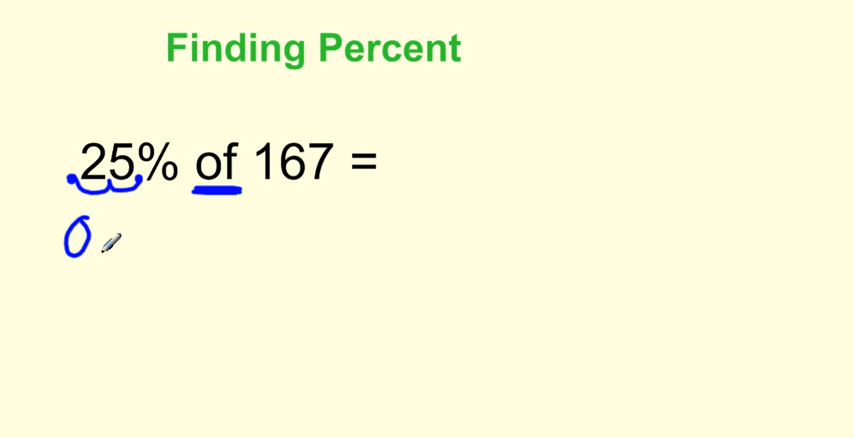 Finding Percent
.25% of 167 =
0